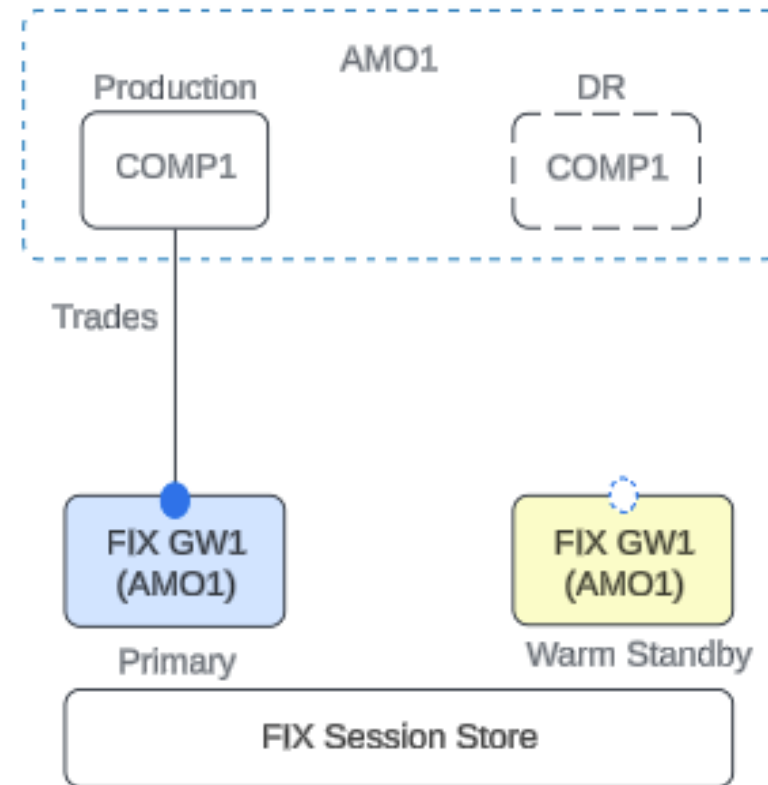 AMO1
Production
DR
COMP1
COMP1
Trades
FIX GW1
(AMO1)
FIX GW1
(AMO1)
Primary
Warm Standby
FIX Session Store